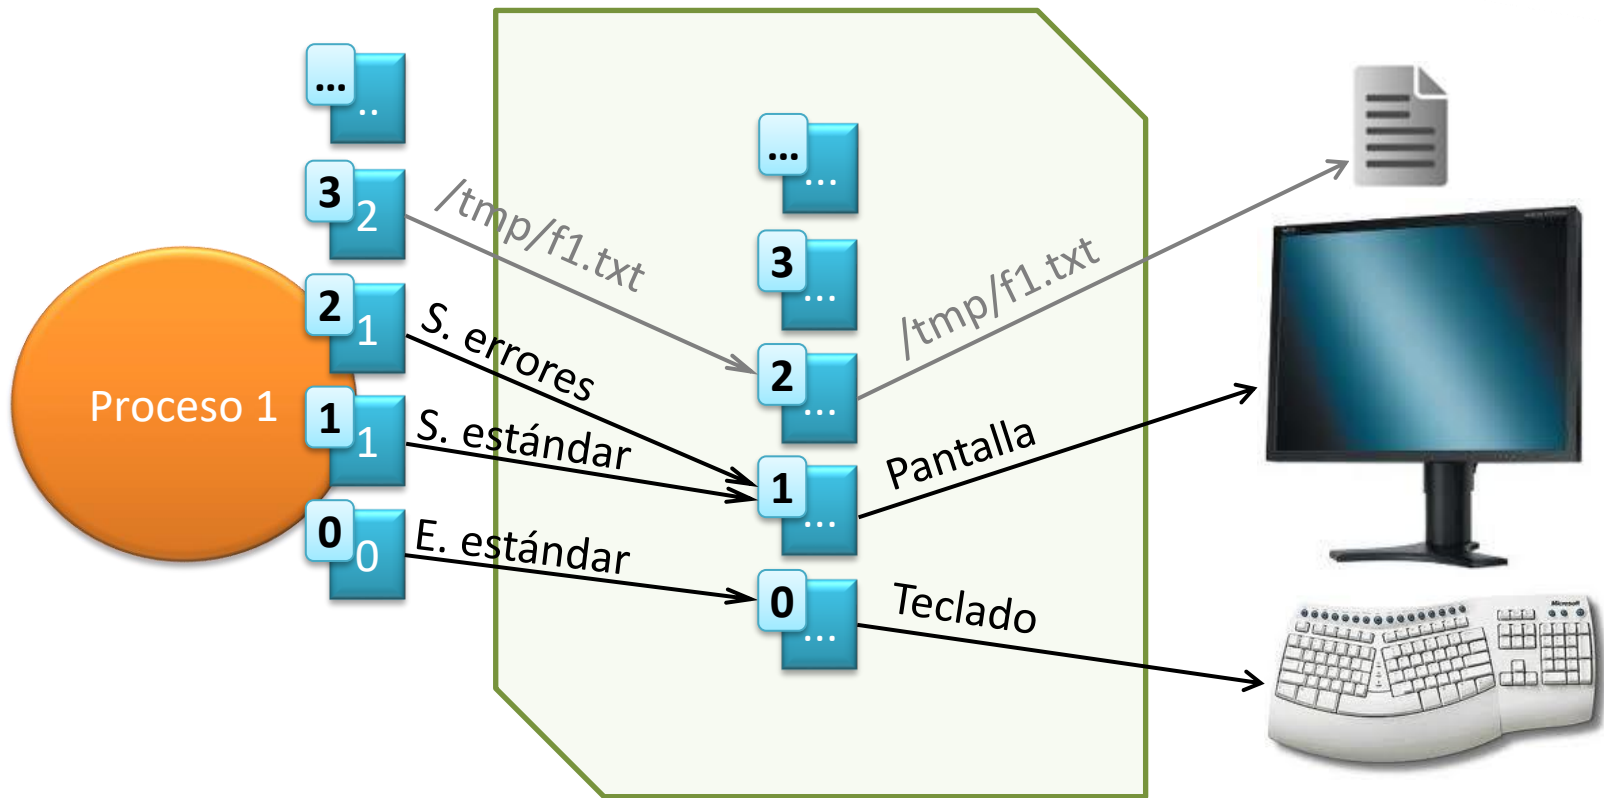 ...
..
3
2
/tmp/f1.txt
2
1
S. errores
Proceso 1
1
1
S. estándar
0
0
E. estándar
...
...
3
...
2
...
/tmp/f1.txt
1
...
Pantalla
0
...
Teclado
Microsoft